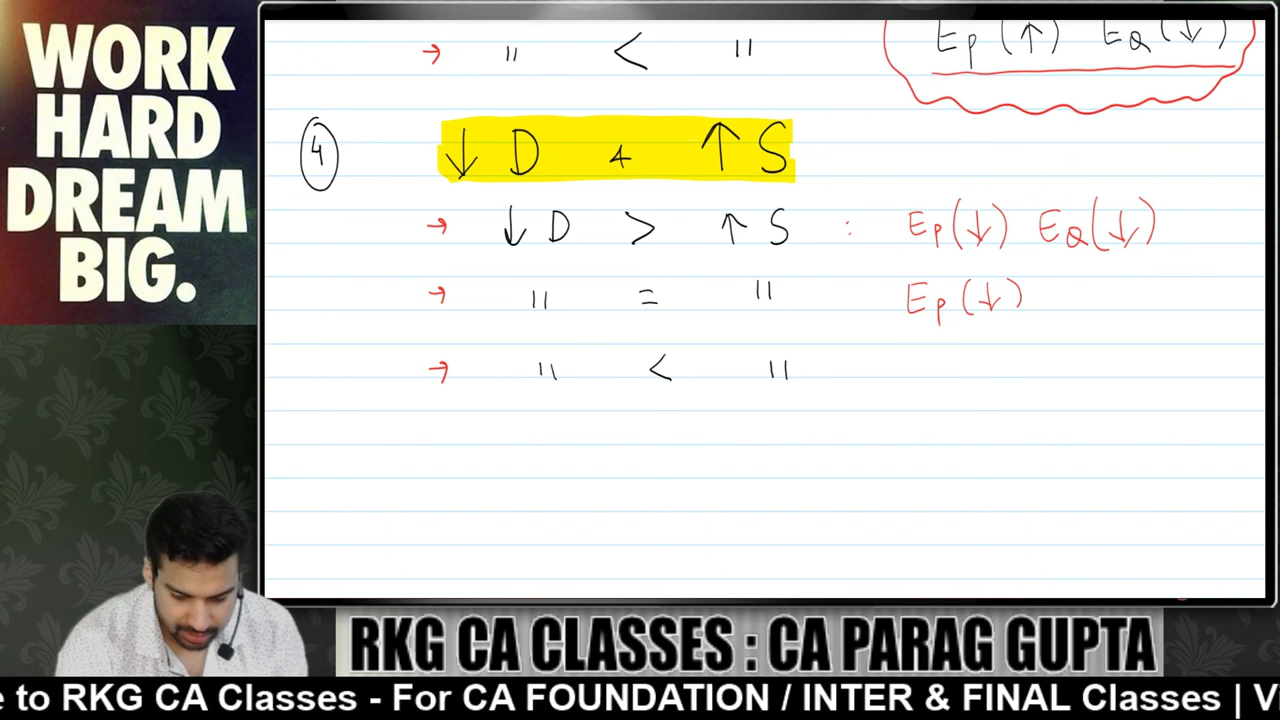 WORK
HARD
DREAM
BIG.
→ " < "
Ep (↑) EQ (↓)
4
↓ D & ↑ S
→ ↓ D > ↑ S : Ep (↓) EQ (↓)
→ " = " Ep (↓)
→ " < "
RKG CA CLASSES : CA PARAG GUPTA
e to RKG CA Classes - For CA FOUNDATION / INTER & FINAL Classes | V